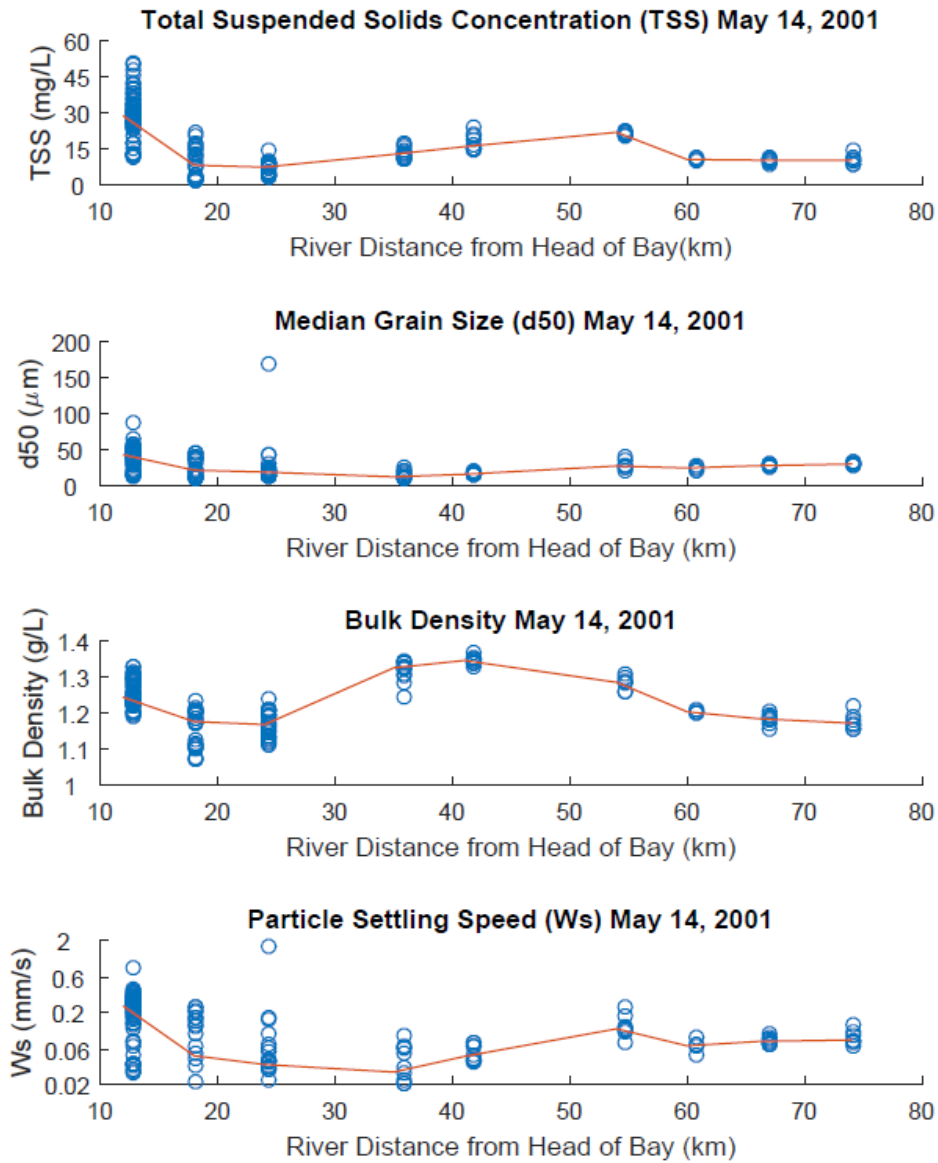 Total Suspended Solids Concentration (TSS) May 14, 2001
TSS (mg/L)
60
45
30
15
0
10 20 30 40 50 60 70 80
River Distance from Head of Bay(km)
Median Grain Size (d50) May 14, 2001
d50 (μm)
200
150
100
50
0
10 20 30 40 50 60 70 80
River Distance from Head of Bay (km)
Bulk Density May 14, 2001
Bulk Density (g/L)
1.4
1.3
1.2
1.1
1
10 20 30 40 50 60 70 80
River Distance from Head of Bay (km)
Particle Settling Speed (Ws) May 14, 2001
Ws (mm/s)
2
0.6
0.2
0.06
0.02
10 20 30 40 50 60 70 80
River Distance from Head of Bay (km)